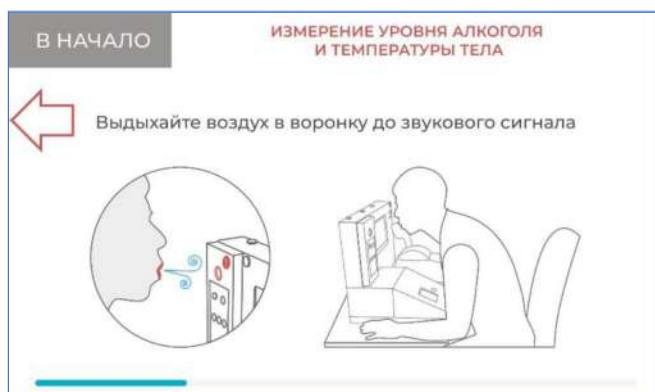 В НАЧАЛО
ИЗМЕРЕНИЕ УРОВНЯ АЛКОГОЛЯ
И ТЕМПЕРАТУРЫ ТЕЛА
Выдыхайте воздух в воронку до звукового сигнала